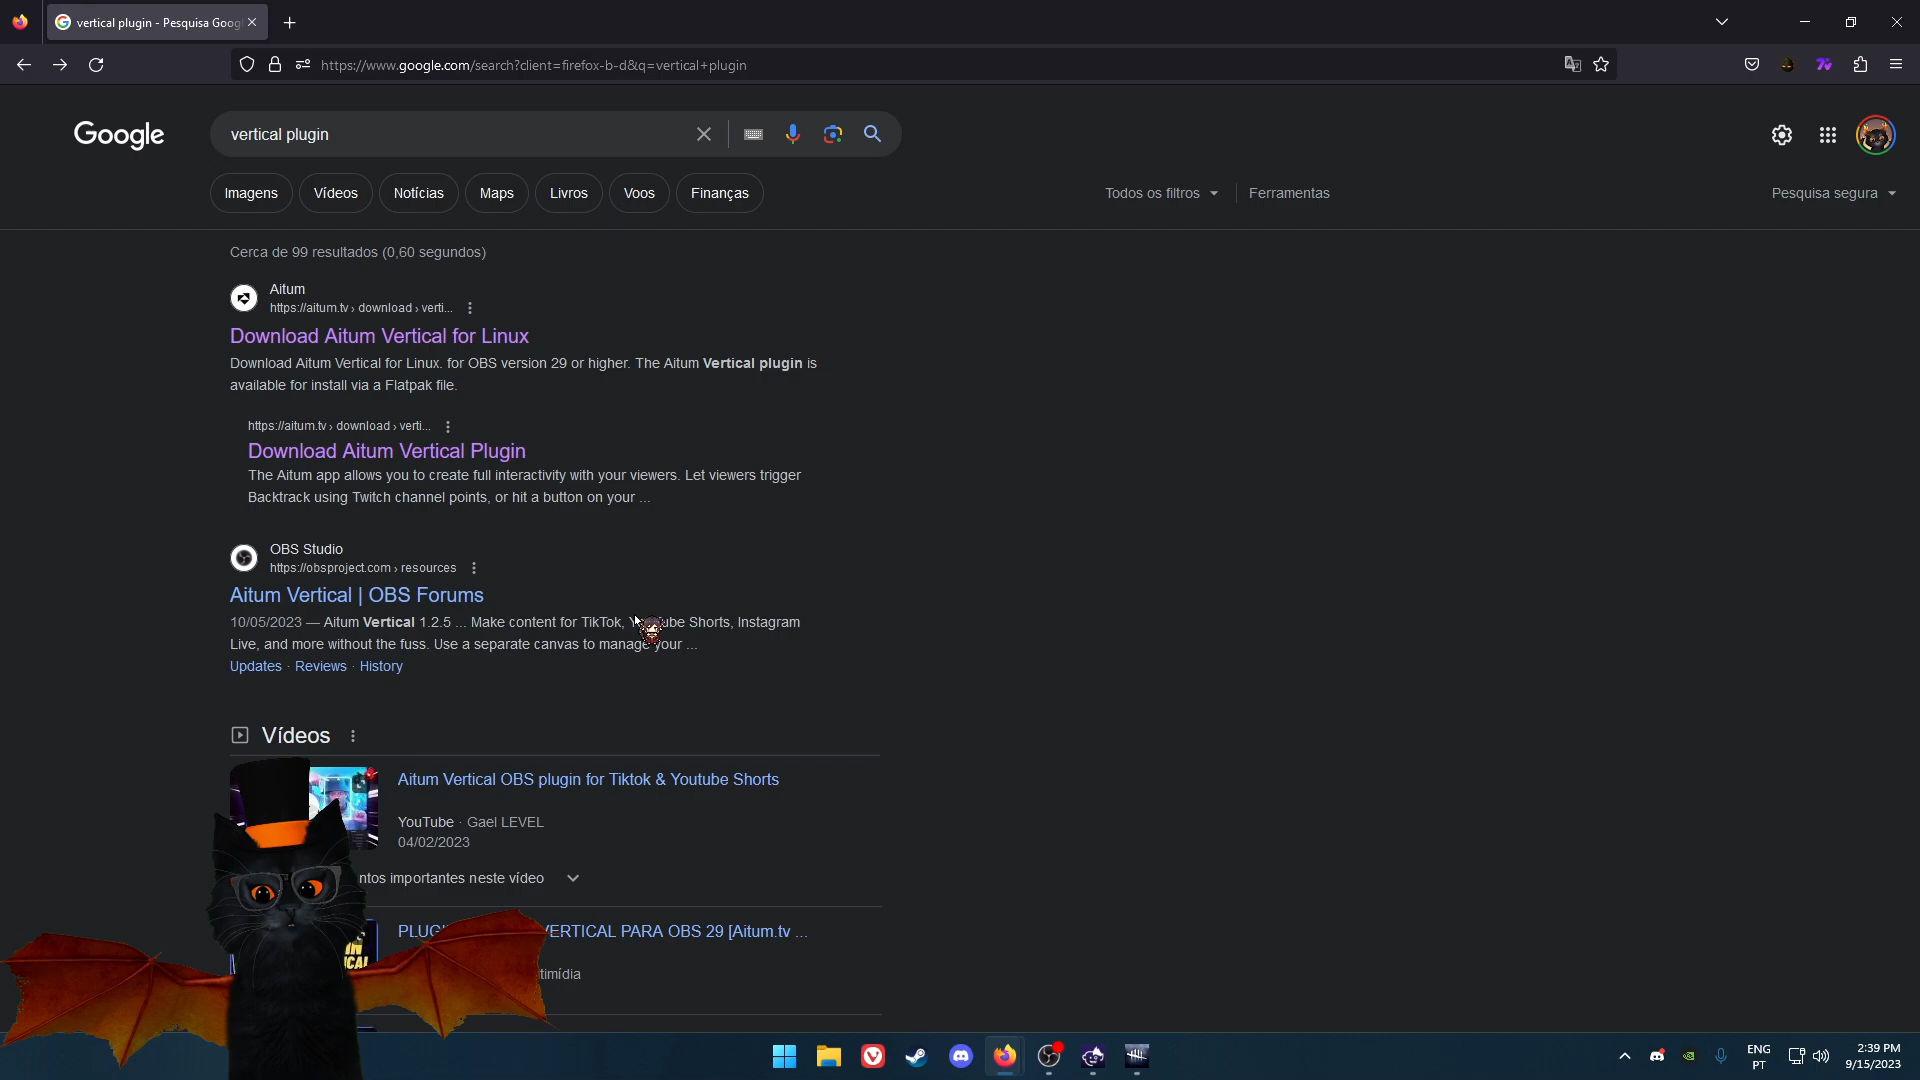 vertical plugin - Pesquisa Goog
https://www.google.com/search?client=firefox-b-d&q=vertical+plugin
Google
vertical plugin
Imagens
Vídeos
Notícias
Maps
Livros
Voos
Finanças
Todos os filtros
Ferramentas
Pesquisa segura
Cerca de 99 resultados (0,60 segundos)
Aitum
https://aitum.tv › download › verti...
Download Aitum Vertical for Linux
Download Aitum Vertical for Linux. for OBS version 29 or higher. The Aitum Vertical plugin is
available for install via a Flatpak file.
https://aitum.tv › download › verti...
Download Aitum Vertical Plugin
The Aitum app allows you to create full interactivity with your viewers. Let viewers trigger
Backtrack using Twitch channel points, or hit a button on your ...
OBS Studio
https://obsproject.com › resources
Aitum Vertical | OBS Forums
10/05/2023 — Aitum Vertical 1.2.5 ... Make content for TikTok, Y ube Shorts, Instagram
Live, and more without the fuss. Use a separate canvas to manage your ...
Updates · Reviews · History
Vídeos
Aitum Vertical OBS plugin for Tiktok & Youtube Shorts
YouTube · Gael LEVEL
04/02/2023
ntos importantes neste vídeo
PLUG VERTICAL PARA OBS 29 [Aitum.tv ...
timídia
ENG
PT
2:39 PM
9/15/2023